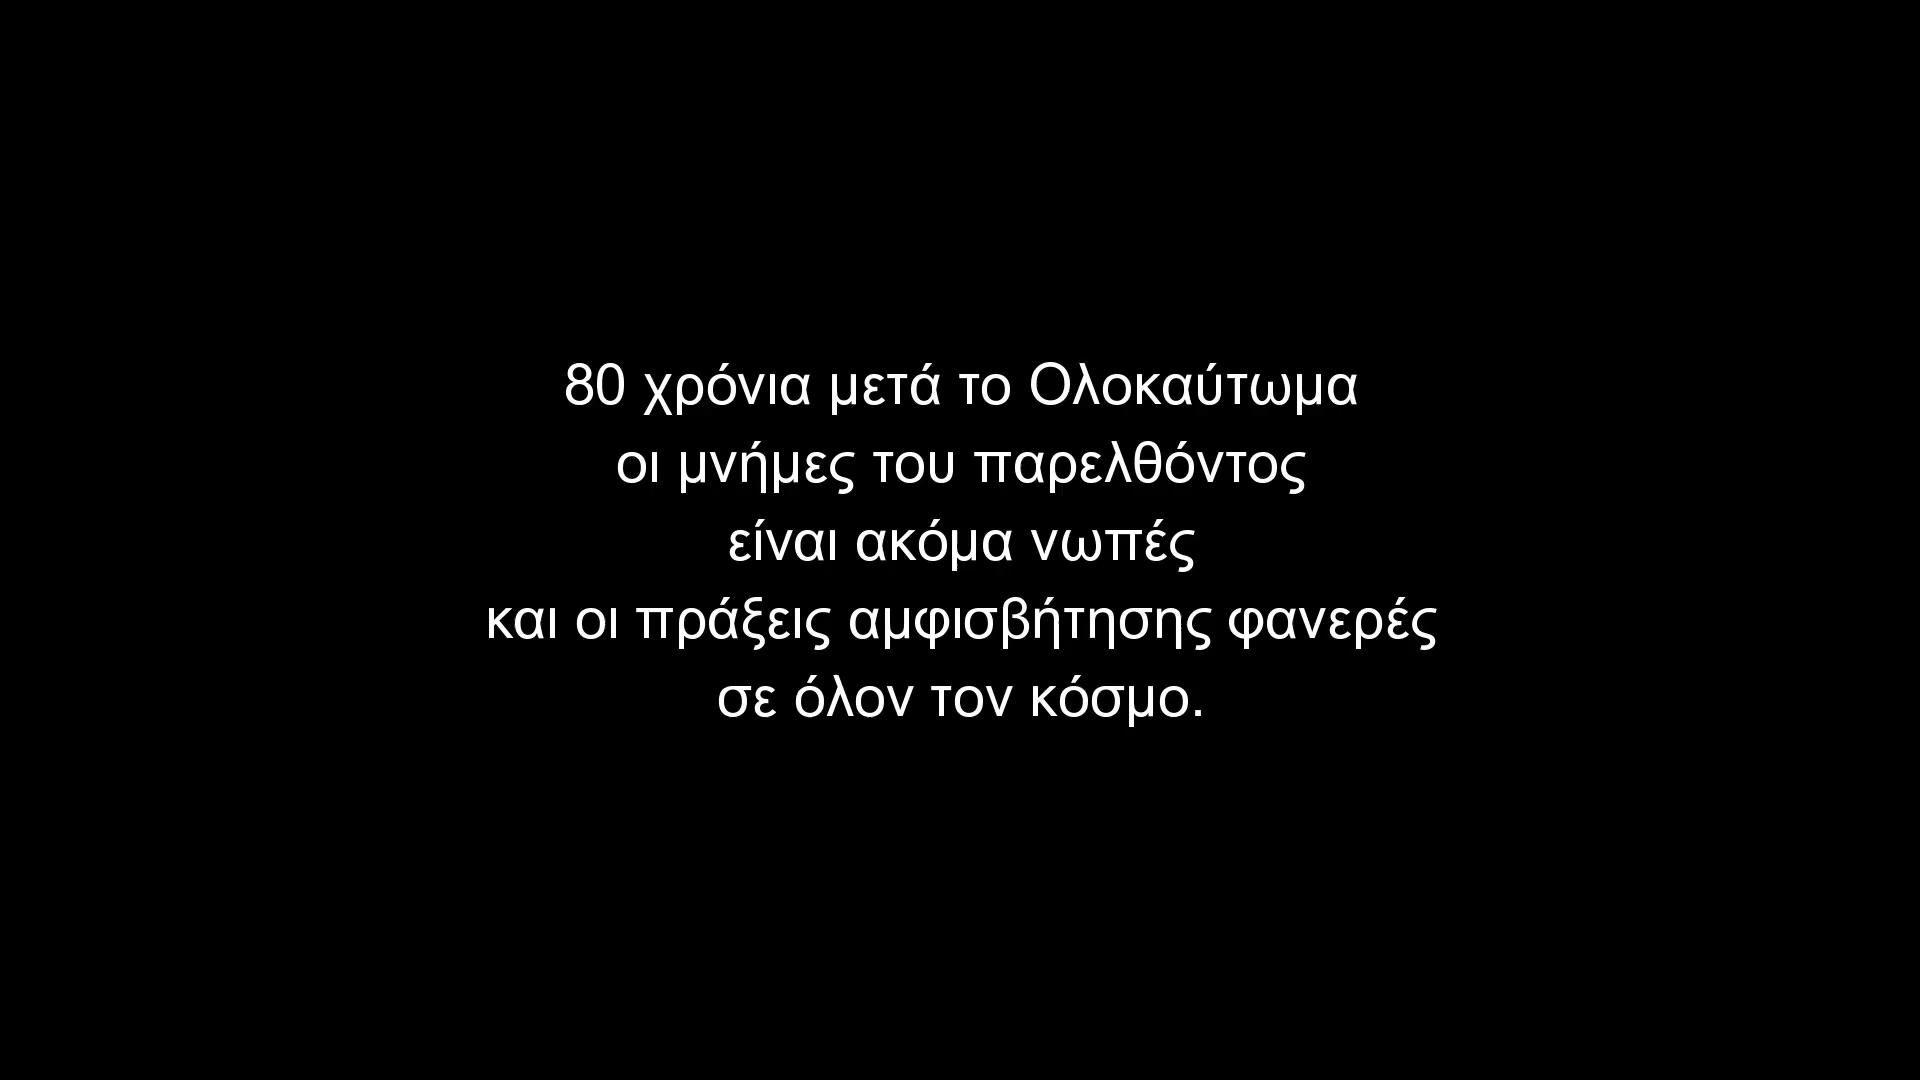 80 χρόνια μετά το Ολοκαύτωμα
οι μνήμες του παρελθόντος
είναι ακόμα νωπές
και οι πράξεις αμφισβήτησης φανερές
σε όλον τον κόσμο.